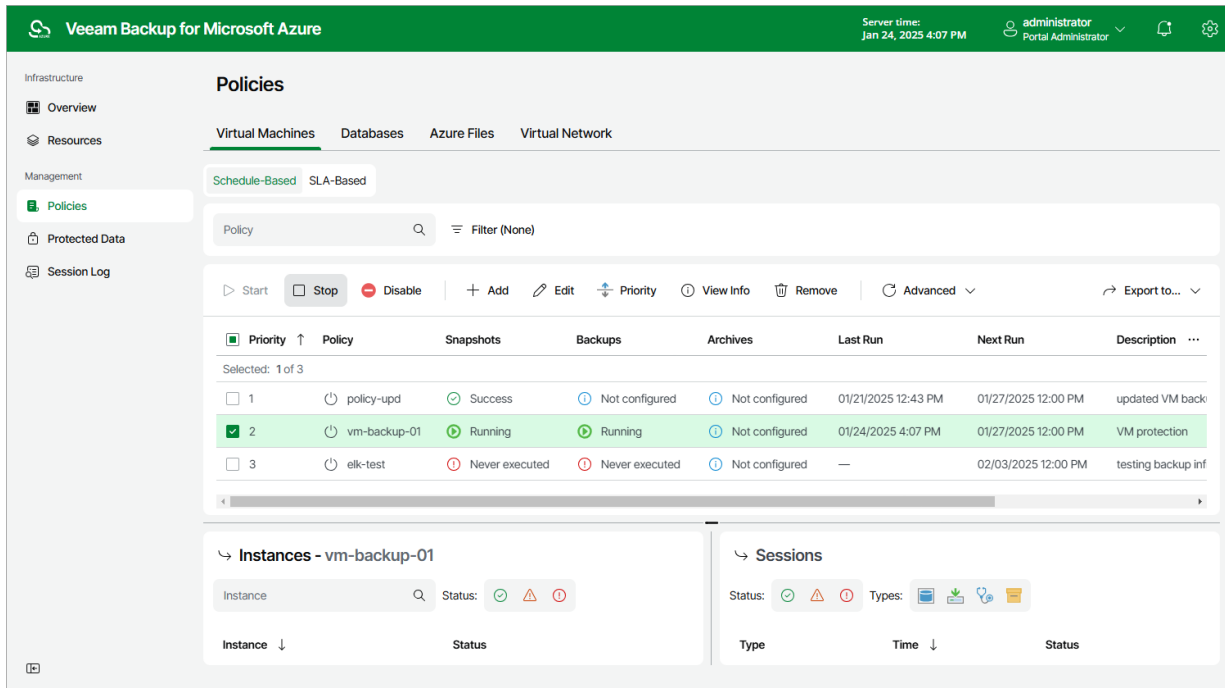 Veeam Backup for Microsoft Azure
Server time:
Jan 24, 2025 4:07 PM
administrator
Portal Administrator
Infrastructure
Overview
Resources
Management
Policies
Protected Data
Session Log
Policies
Virtual Machines Databases Azure Files Virtual Network
Schedule-Based SLA-Based
Policy Filter (None)
Start Stop Disable Add Edit Priority View Info Remove Advanced Export to...
Priority Policy Snapshots Backups Archives Last Run Next Run Description ...
Selected: 1 of 3
1 policy-upd Success Not configured Not configured 01/21/2025 12:43 PM 01/27/2025 12:00 PM updated VM back
2 vm-backup-01 Running Running Not configured 01/24/2025 4:07 PM 01/27/2025 12:00 PM VM protection
3 elk-test Never executed Never executed Not configured — 02/03/2025 12:00 PM testing backup inf
Instances - vm-backup-01
Instance Status:
Instance Status
Sessions
Status: Types:
Type Time Status